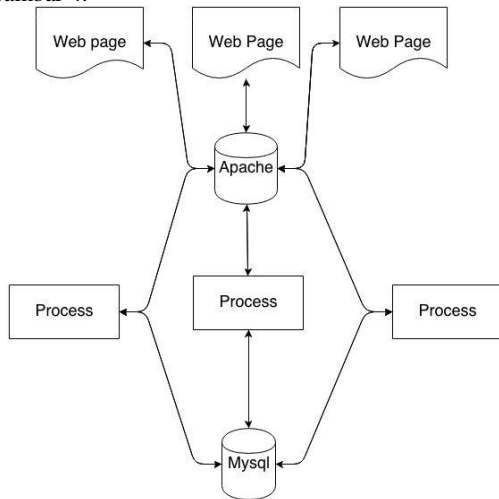 Web page
Web Page
Web Page
Apache
Process
Process
Process
Mysql